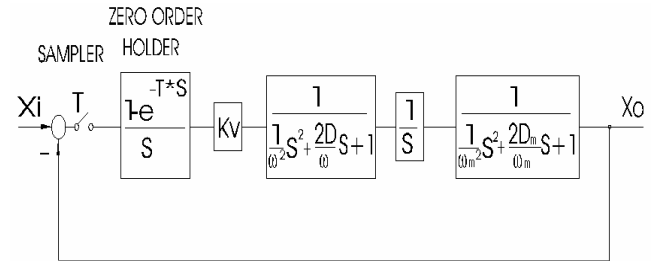 ZERO ORDER
HOLDER
SAMPLER
Xi
T
-
1-e^-T*S
S
Kv
1
1/ω² S²+ 2D/ω S+1
1
S
1
1/ωm² S²+ 2Dm/ωm S+1
Xo